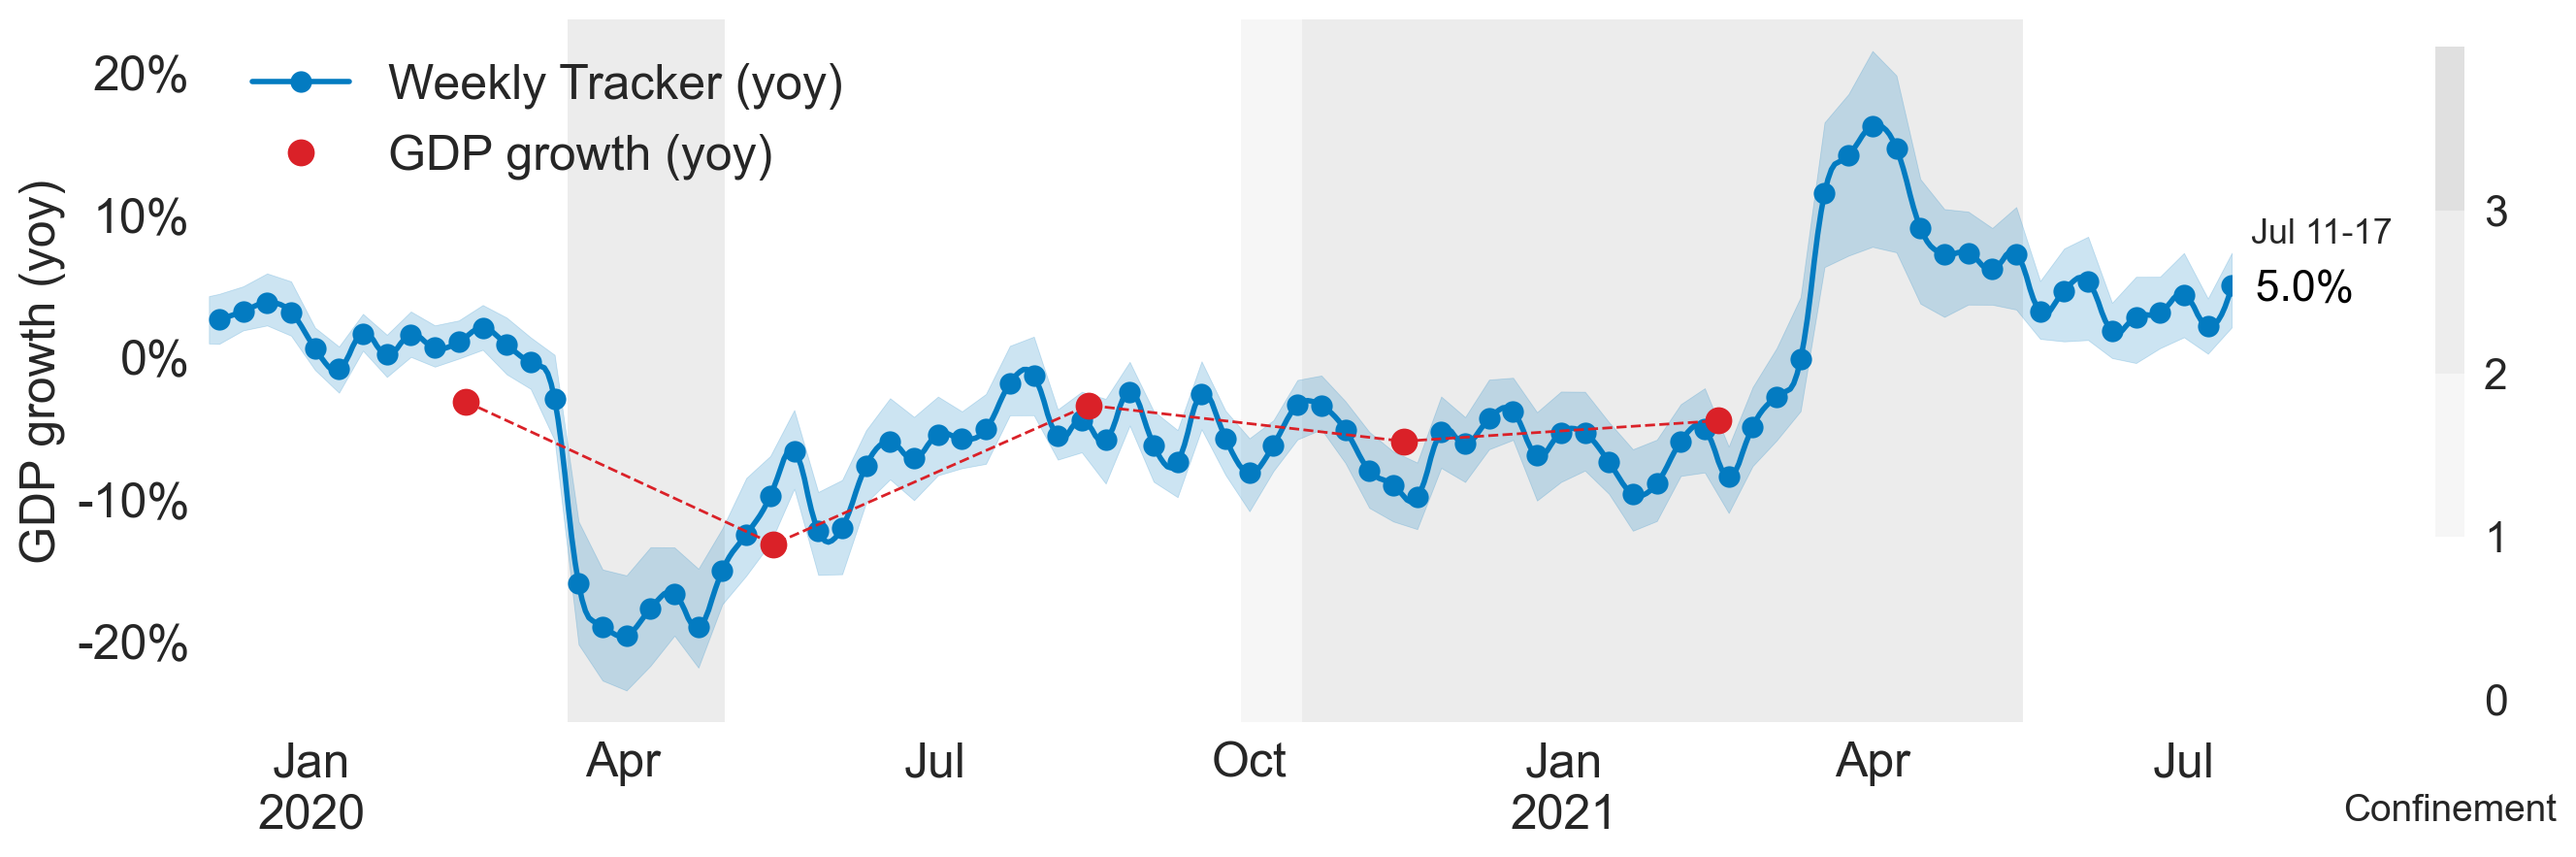 Weekly Tracker (yoy)
GDP growth (yoy)
GDP growth (yoy)
20%
10%
0%
-10%
-20%
Jan
2020
Apr
Jul
Oct
Jan
2021
Apr
Jul
Jul 11-17
5.0%
3
2
1
0
Confinement